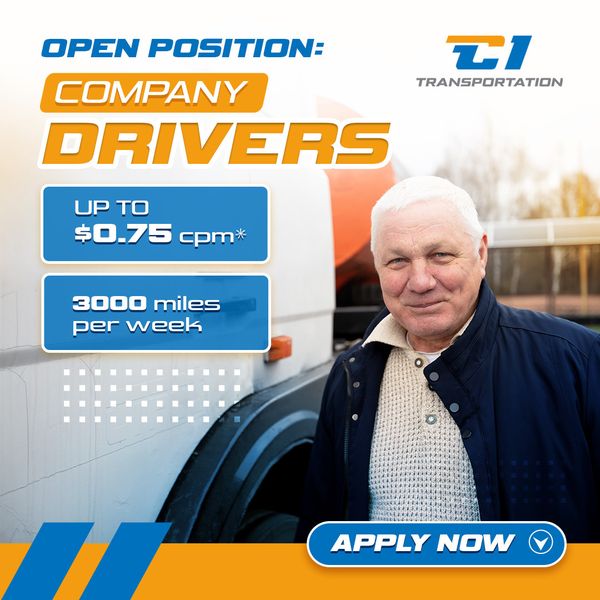 OPEN POSITION:
COMPANY
DRIVERS
C1
TRANSPORTATION
UP TO
$0.75 cpm*
3000 miles
per week
APPLY NOW